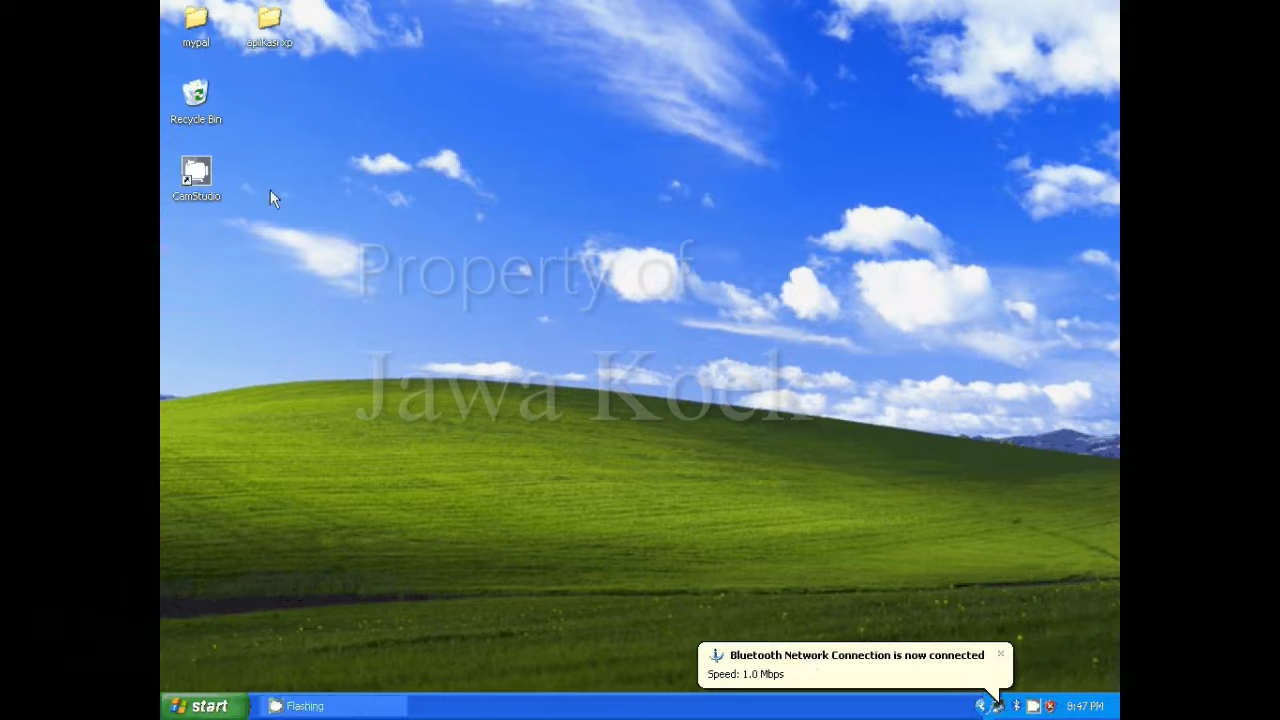 mypal
aplikasi xp
Recycle Bin
CamStudio
Property of
Jawa Koch
Bluetooth Network Connection is now connected
Speed: 1.0 Mbps
start
Flashing
8:47 PM